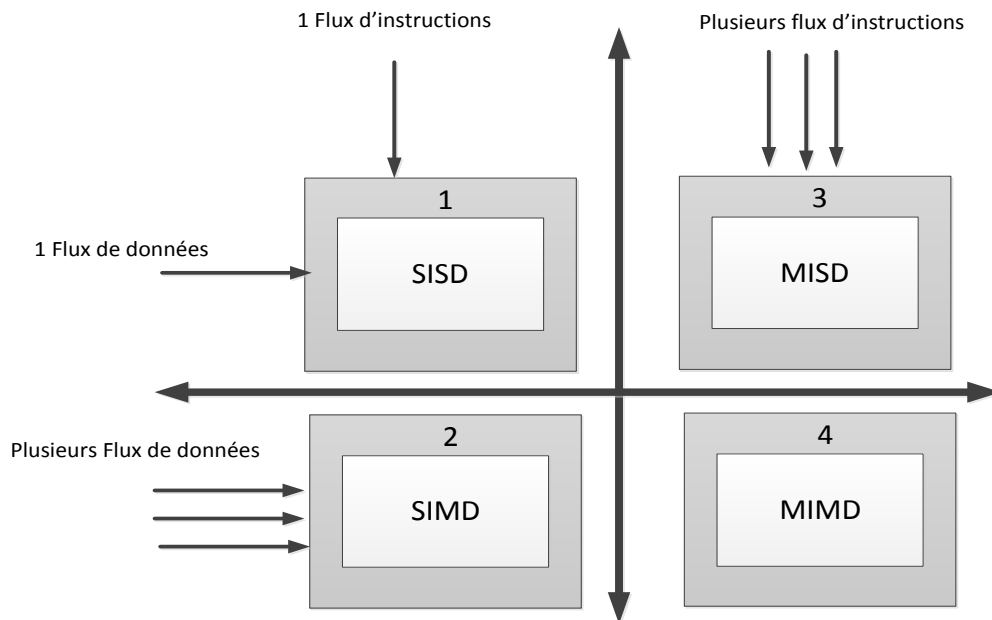 1 Flux d’instructions
Plusieurs flux d’instructions
1
3
1 Flux de données
SISD
MISD
2
4
Plusieurs Flux de données
SIMD
MIMD